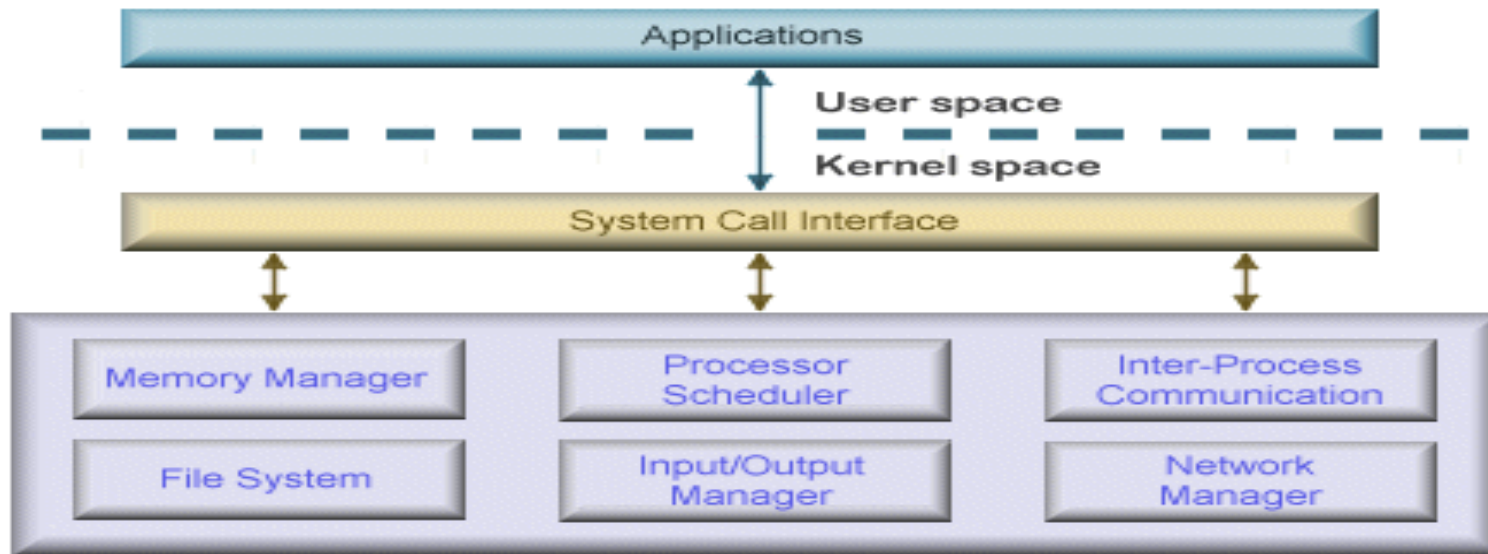 Applications
User space
Kernel space
System Call Interface
Memory Manager
Processor
Scheduler
Inter-Process
Communication
File System
Input/Output
Manager
Network
Manager